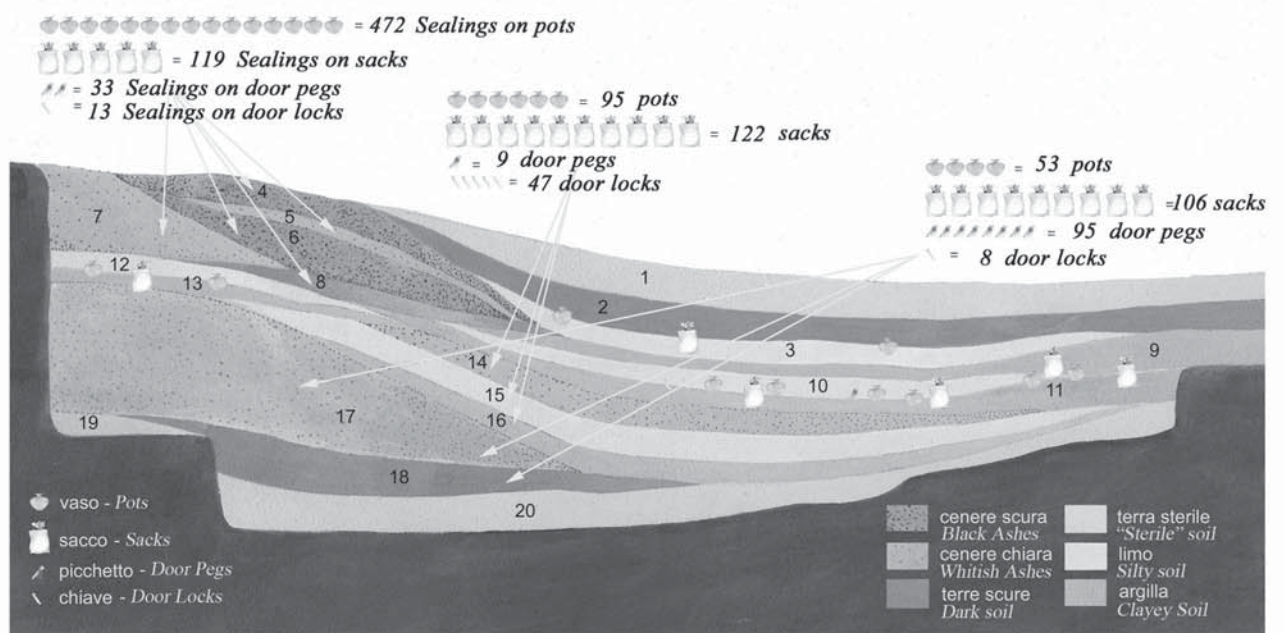 = 472 Sealings on pots
= 119 Sealings on sacks
= 33 Sealings on door pegs
= 13 Sealings on door locks
= 95 pots
= 122 sacks
= 9 door pegs
= 47 door locks
= 53 pots
=106 sacks
= 95 door pegs
= 8 door locks
4
7
5
6
12
13
8
1
2
3
9
14
10
11
15
16
17
19
18
20
vaso - Pots
sacco - Sacks
picchetto - Door Pegs
chiave - Door Locks
cenere scura
Black Ashes
cenere chiara
Whitish Ashes
terre scure
Dark soil
terra sterile
"Sterile" soil
limo
Silty soil
argilla
Clayey Soil